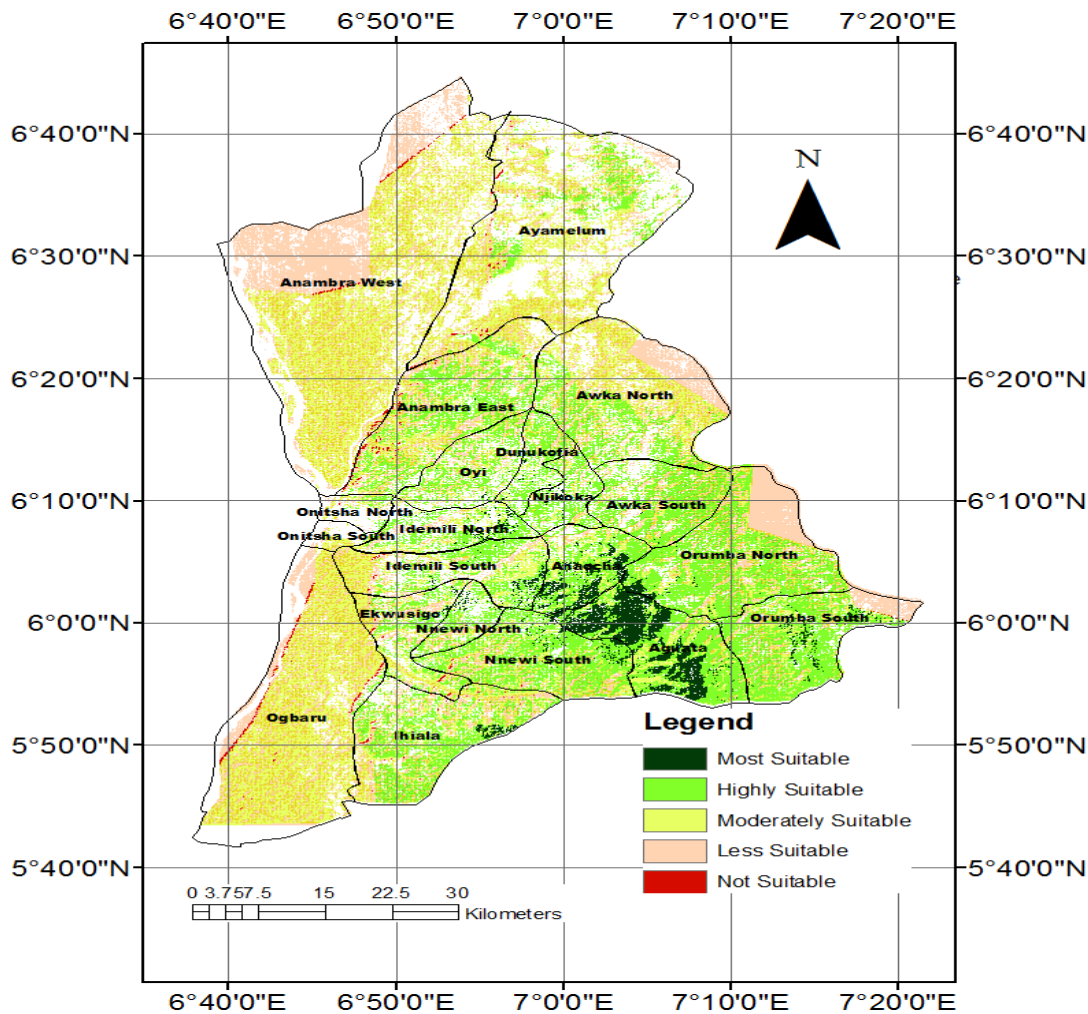 6°40'0"E 6°50'0"E 7°0'0"E 7°10'0"E 7°20'0"E
6°40'0"N 6°40'0"N
N
Ayamelum
6°30'0"N 6°30'0"N
Anambra West
6°20'0"N 6°20'0"N
Awka North
Anambra East
Dunukofia
Oyi
6°10'0"N Njikoka 6°10'0"N
Awka South
Onitsha North
Idemili North
Onitsha South
Orumba North
Idemili South Anaocha
Ekwusigo
6°0'0"N Orumba South 6°0'0"N
Nnewi North
Aguata
Nnewi South
Ogbaru
Legend
Ihiala
5°50'0"N 5°50'0"N
Most Suitable
Highly Suitable
Moderately Suitable
Less Suitable
5°40'0"N 5°40'0"N
Not Suitable
0 3.757.5 15 22.5 30
Kilometers
6°40'0"E 6°50'0"E 7°0'0"E 7°10'0"E 7°20'0"E